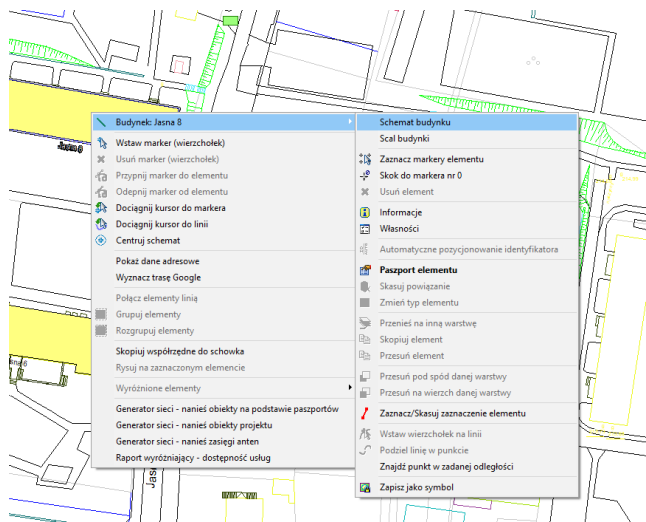 Budynek: Jasna 8
Wstaw marker (wierzchołek)
Usuń marker (wierzchołek)
Przypnij marker do elementu
Odepnij marker od elementu
Dociągnij kursor do markera
Dociągnij kursor do linii
Centruj schemat
Pokaż dane adresowe
Wyznacz trasę Google
Połącz elementy linią
Grupuj elementy
Rozgrupuj elementy
Skopiuj współrzędne do schowka
Rysuj na zaznaczonym elemencie
Wyróżnione elementy
Generator sieci - nanieś obiekty na podstawie paszportów
Generator sieci - nanieś obiekty projektu
Generator sieci - nanieś zasięgi anten
Raport wyróżniający - dostępność usług
Schemat budynku
Scal budynki
Zaznacz markery elementu
Skok do markera nr 0
Usuń element
Informacje
Własności
Automatyczne pozycjonowanie identyfikatora
Paszport elementu
Skasuj powiązanie
Zmień typ elementu
Przenieś na inną warstwę
Skopiuj element
Przesuń element
Przesuń pod spód danej warstwy
Przesuń na wierzch danej warstwy
Zaznacz/Skasuj zaznaczenie elementu
Wstaw wierzchołek na linii
Podziel linię w punkcie
Znajdź punkt w zadanej odległości
Zapisz jako symbol